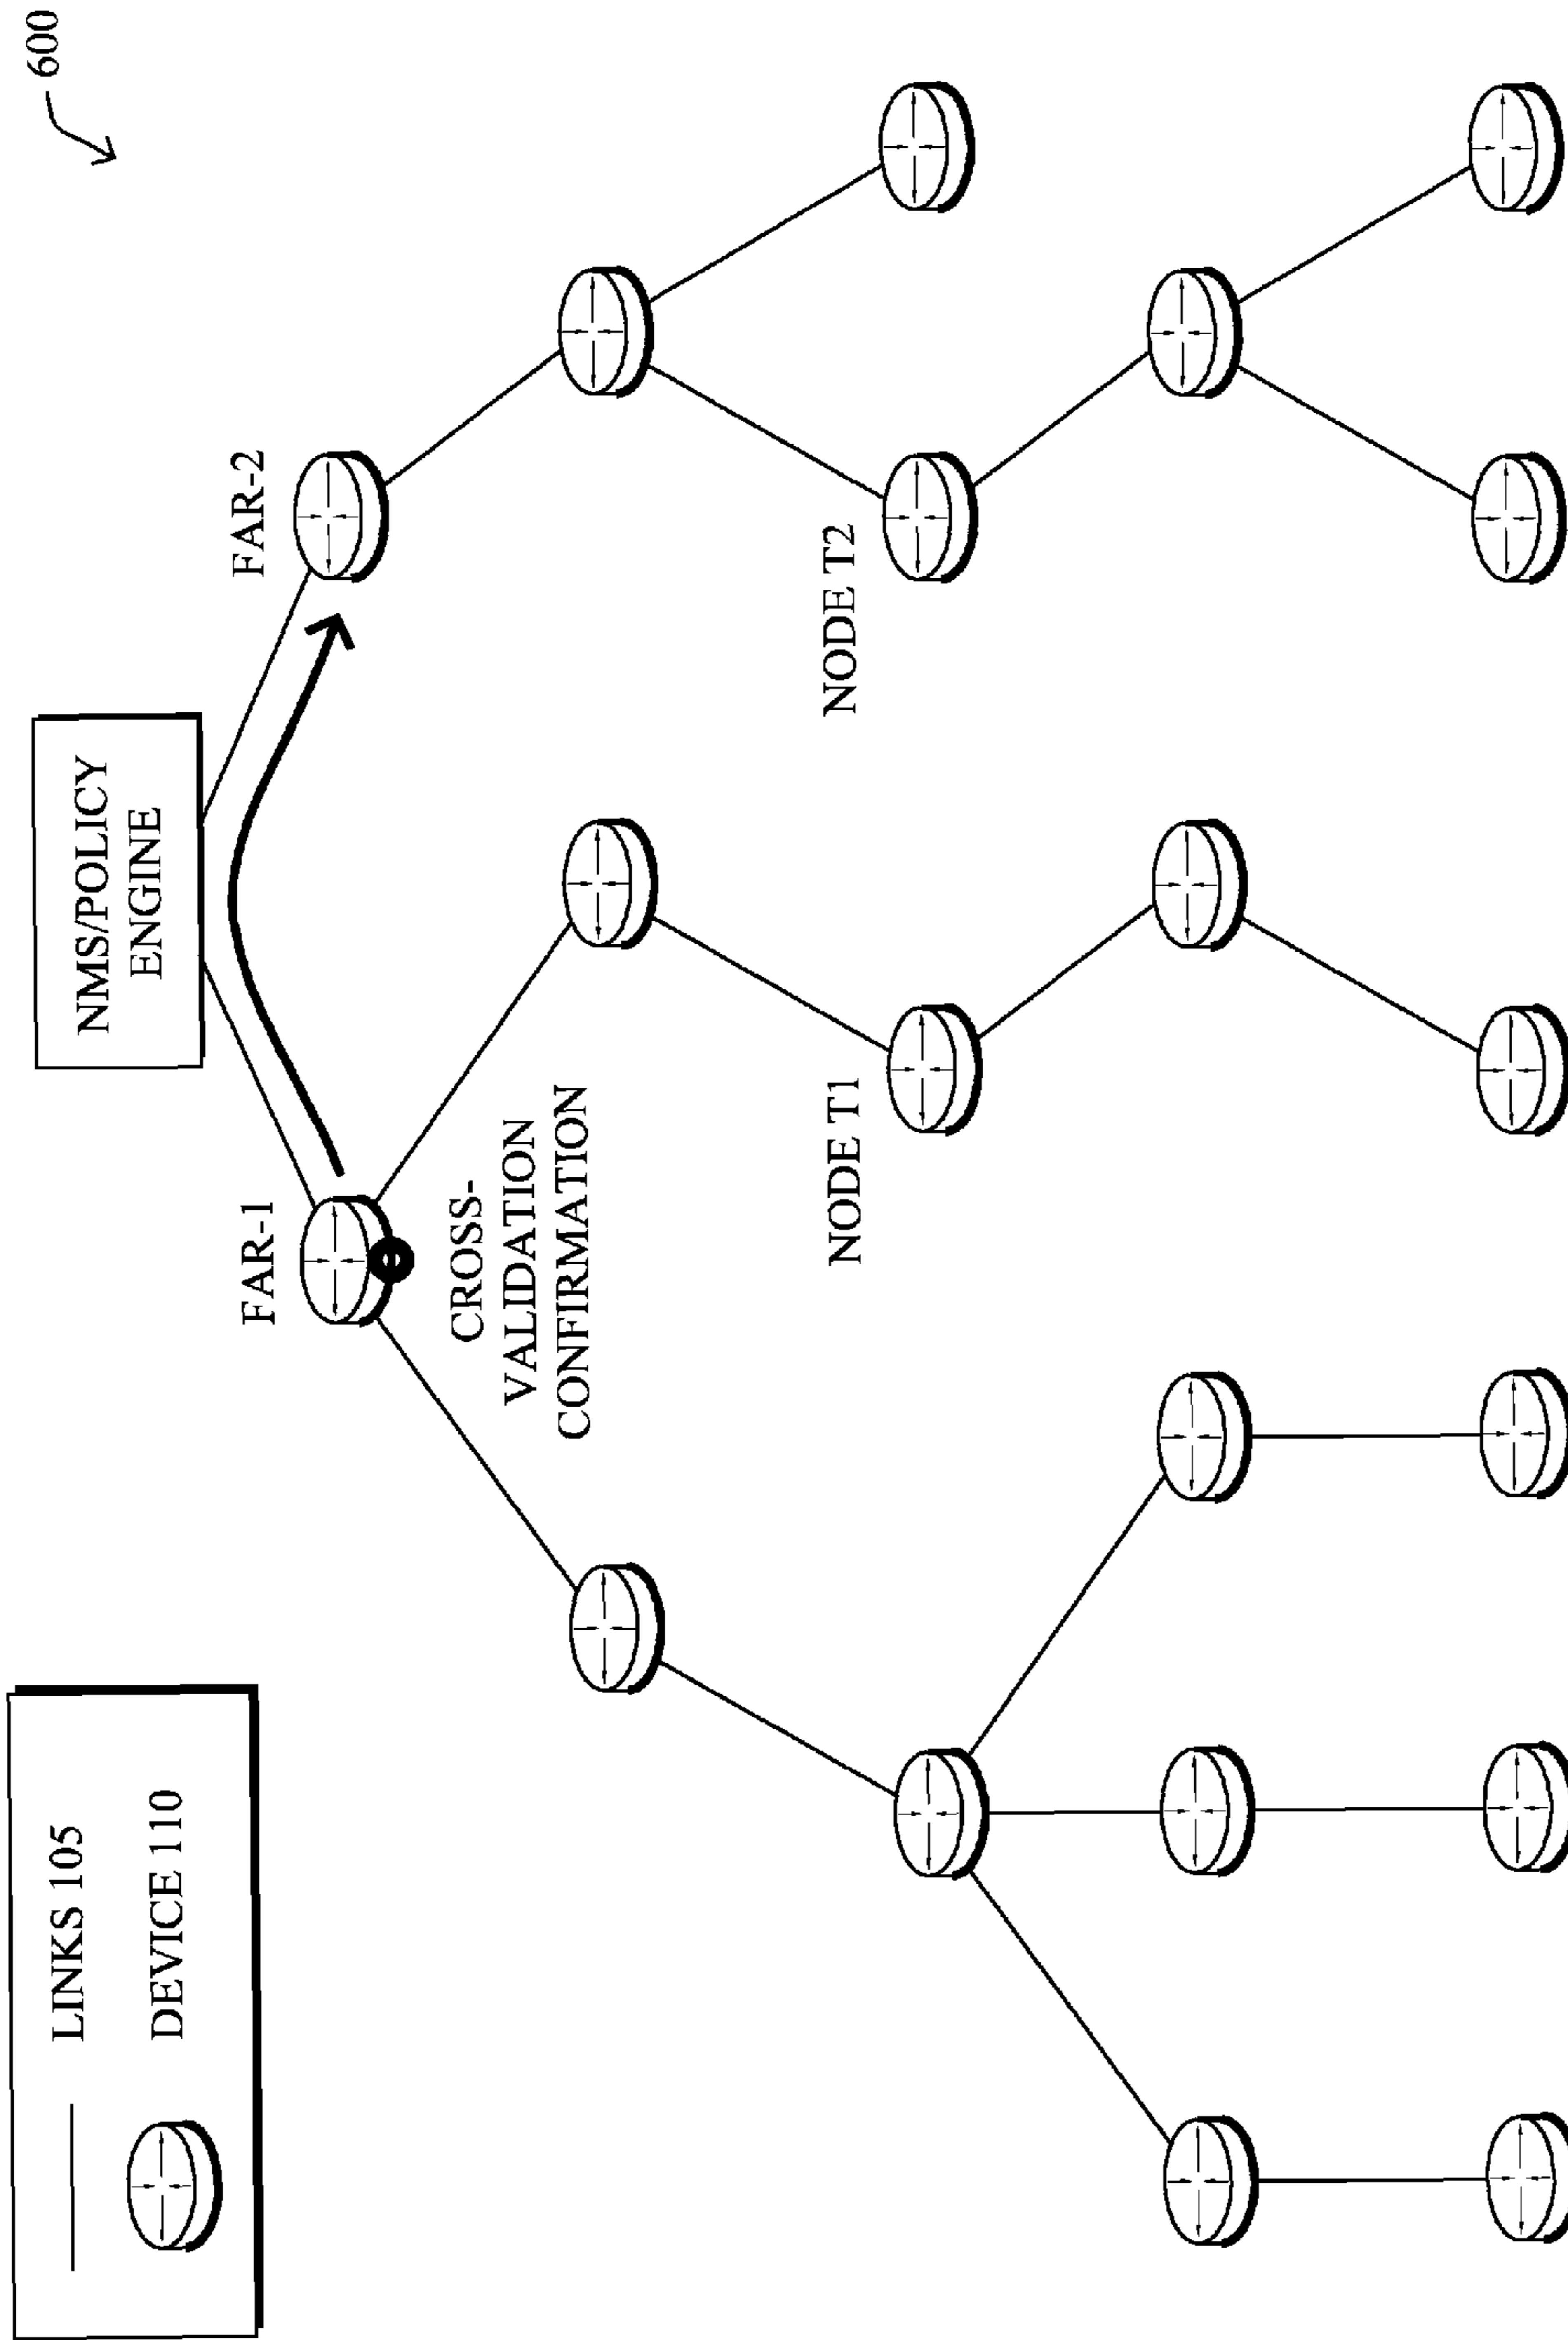 LINKS 105
DEVICE 110
NMS/POLICY
ENGINE
600
FAR-1
FAR-2
CROSS-
VALIDATION
CONFIRMATION
NODE T1
NODE T2